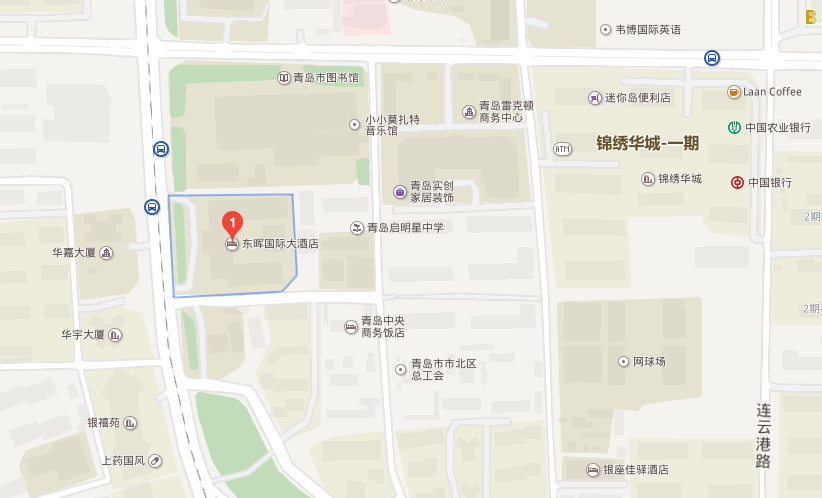 韦博国际英语
青岛市图书馆
迷你岛便利店
Laan Coffee
青岛雷克顿
商务中心
小小莫扎特
音乐馆
中国农业银行
ATM
锦绣华城-一期
锦绣华城
中国银行
青岛实创
家居装饰
2期
1
青岛启明星中学
东晖国际大酒店
华嘉大厦
青岛中央
商务饭店
华宇大厦
网球场
青岛市市北区
总工会
连云港路
银禧苑
上药国风
银座佳驿酒店